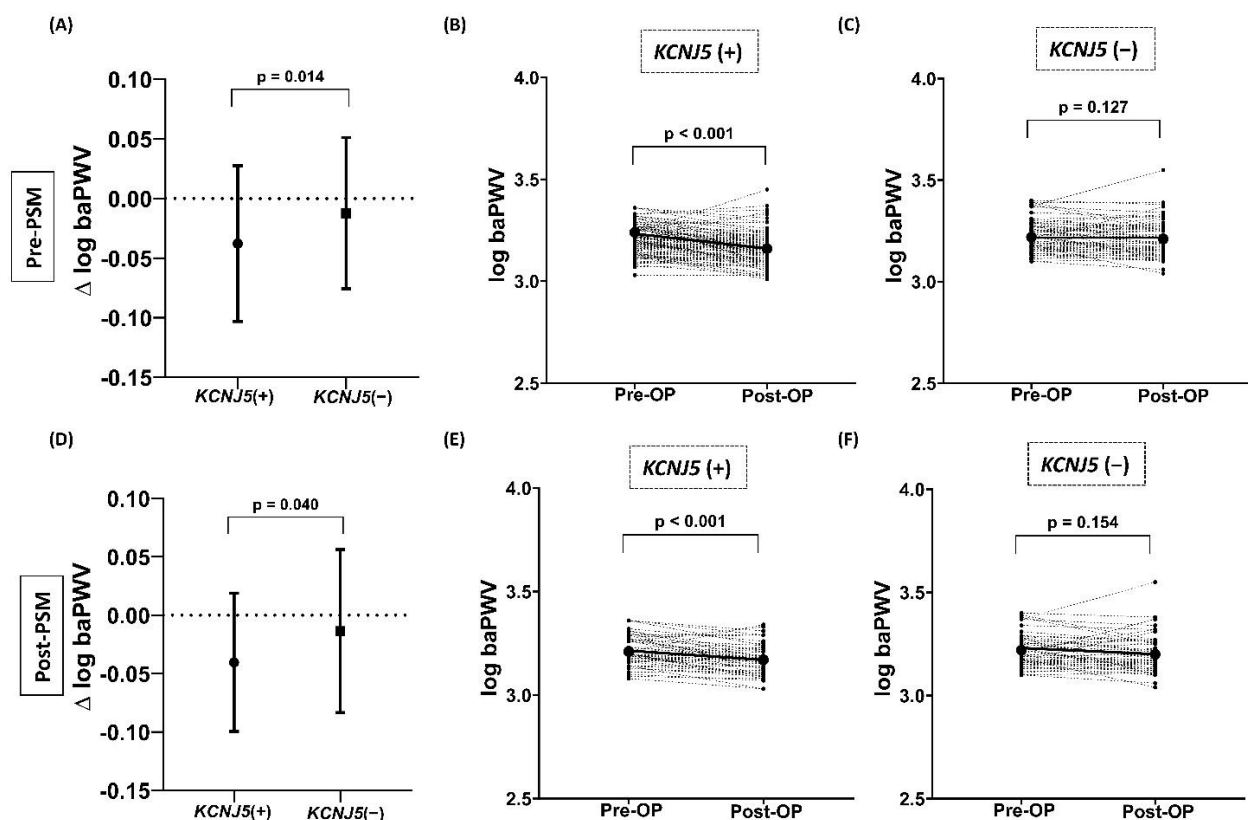 (A)
Pre-PSM
Δ log baPWV
0.10
0.05
0.00
-0.05
-0.10
-0.15
p = 0.014
KCNJ5(+)
KCNJ5(−)
(B)
KCNJ5 (+)
log baPWV
4.0
3.5
3.0
2.5
p < 0.001
Pre-OP
Post-OP
(C)
KCNJ5 (−)
log baPWV
4.0
3.5
3.0
2.5
p = 0.127
Pre-OP
Post-OP
(D)
Post-PSM
Δ log baPWV
0.10
0.05
0.00
-0.05
-0.10
-0.15
p = 0.040
KCNJ5(+)
KCNJ5(−)
(E)
KCNJ5 (+)
log baPWV
4.0
3.5
3.0
2.5
p < 0.001
Pre-OP
Post-OP
(F)
KCNJ5 (−)
log baPWV
4.0
3.5
3.0
2.5
p = 0.154
Pre-OP
Post-OP